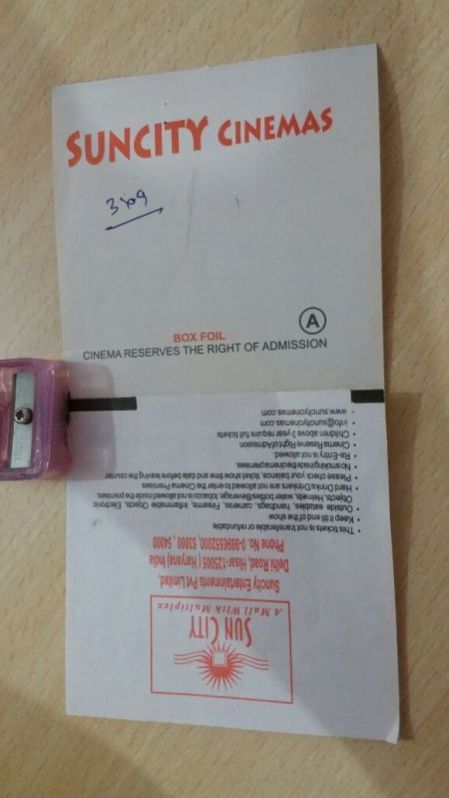 SUNCITY CINEMAS
BOX FOIL
A
CINEMA RESERVES THE RIGHT OF ADMISSION
SUN CITY
A Mall With Multiplex
Suncity Entertainments Pvt Limited,
Delhi Road, Hisar-125005 ( Haryana) India
Phone No. 0-9996552000, 53000 , 54000
• This tickets is not transferable or refundable
• Keep it till end of the show
• Outside eatables, handbags, cameras, Firearms, Inflammable Objects, Electronic
Objects, Helmets, water bottles/Beverage, tobacco is not allowed inside the premises.
• Hard Drinks/Drinkers are not allowed to enter the Cinema Premises
• Please check your balance, ticket show time and date before leaving the counter
• No smoking inside the cinema premises.
• Re-Entry is not allowed.
• Cinema Reserve Right of Admission
• Children above 3 year require full tickets
• info@suncitycinemas.com
• www.suncitycinemas.com